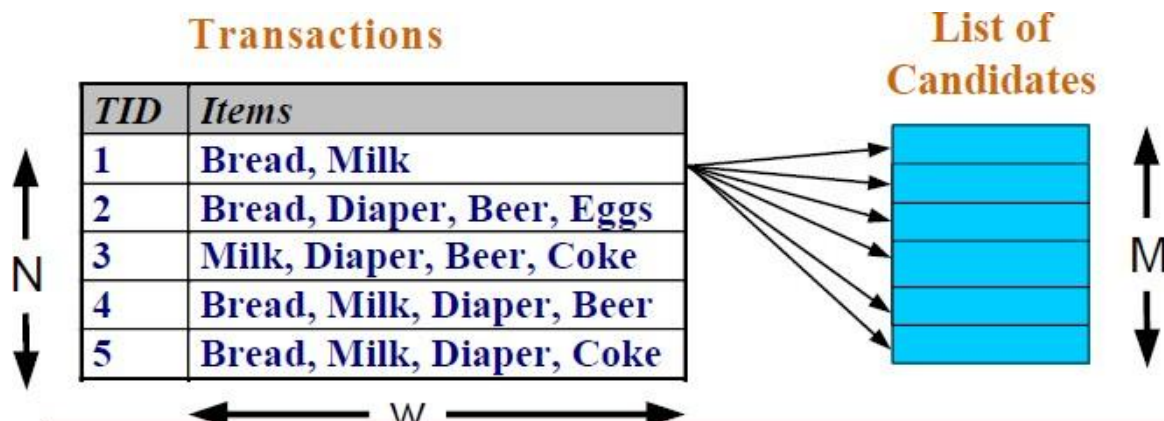 Transactions
List of
Candidates
TID Items
1 Bread, Milk
2 Bread, Diaper, Beer, Eggs
3 Milk, Diaper, Beer, Coke
4 Bread, Milk, Diaper, Beer
5 Bread, Milk, Diaper, Coke
N
M
w